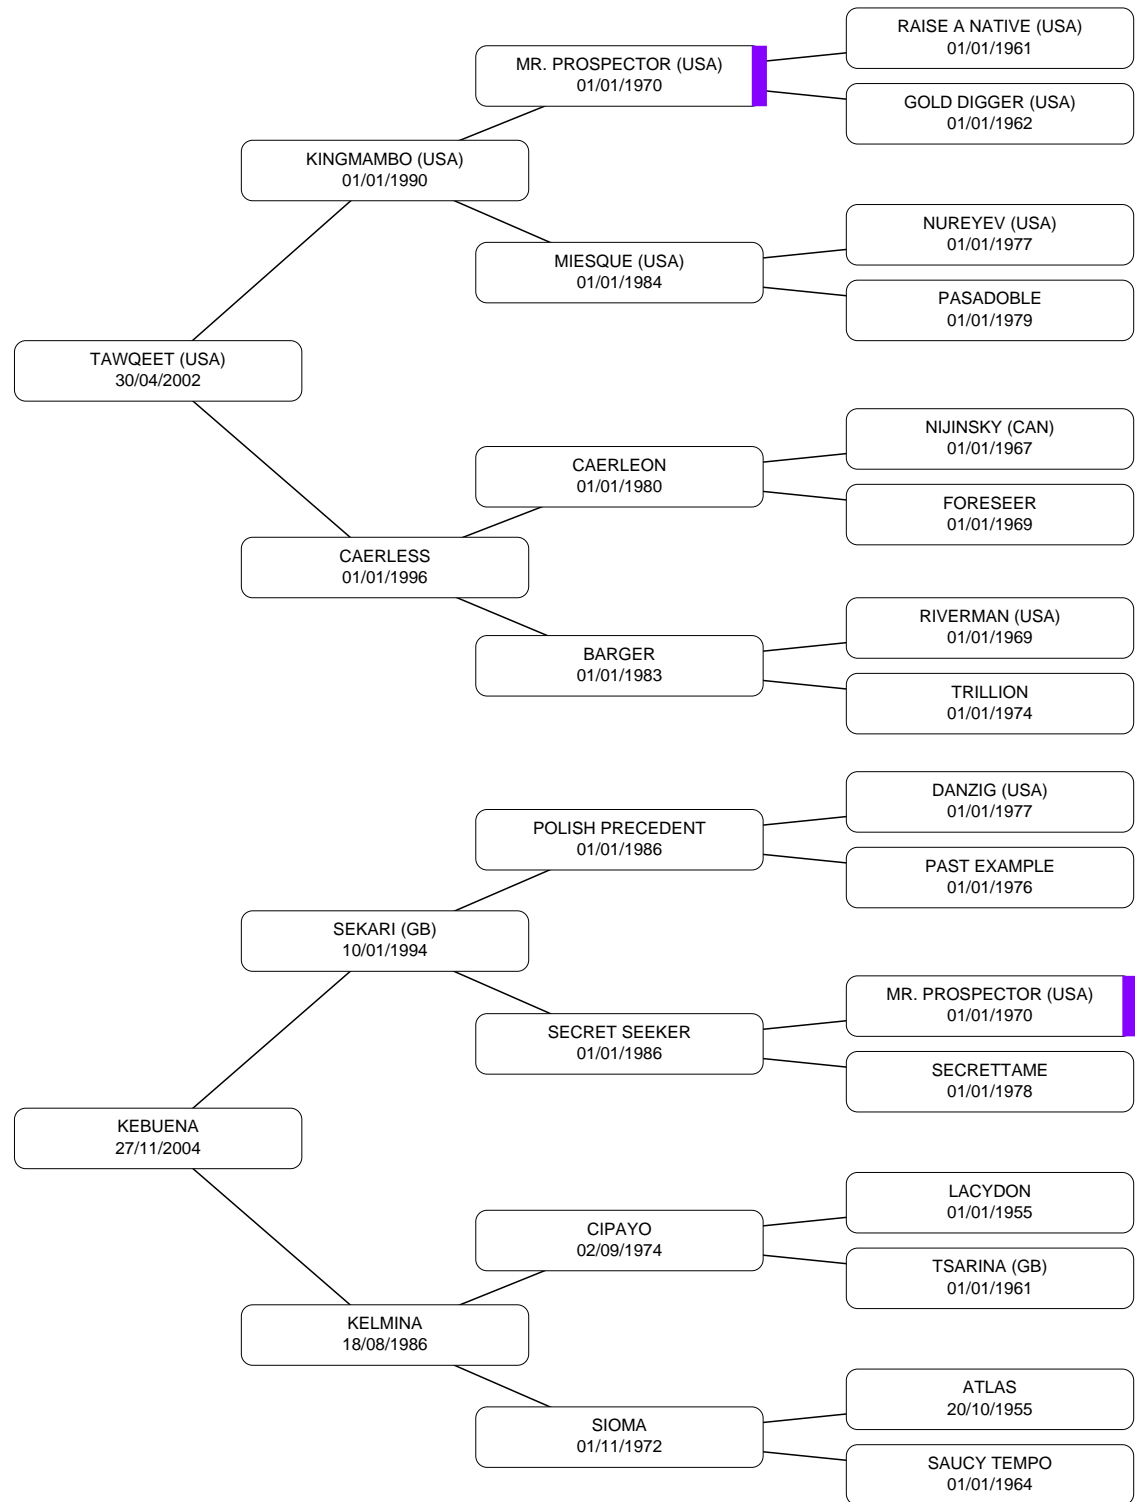 RAISE A NATIVE (USA)
01/01/1961
MR. PROSPECTOR (USA)
01/01/1970
GOLD DIGGER (USA)
01/01/1962
KINGMAMBO (USA)
01/01/1990
NUREYEV (USA)
01/01/1977
MIESQUE (USA)
01/01/1984
PASADOBLE
01/01/1979
TAWQEET (USA)
30/04/2002
NIJINSKY (CAN)
01/01/1967
CAERLEON
01/01/1980
FORESEER
01/01/1969
CAERLESS
01/01/1996
RIVERMAN (USA)
01/01/1969
BARGER
01/01/1983
TRILLION
01/01/1974
DANZIG (USA)
01/01/1977
POLISH PRECEDENT
01/01/1986
PAST EXAMPLE
01/01/1976
SEKARI (GB)
10/01/1994
MR. PROSPECTOR (USA)
01/01/1970
SECRET SEEKER
01/01/1986
SECRETTAME
01/01/1978
KEBUENA
27/11/2004
LACYDON
01/01/1955
CIPAYO
02/09/1974
TSARINA (GB)
01/01/1961
KELMINA
18/08/1986
ATLAS
20/10/1955
SIOMA
01/11/1972
SAUCY TEMPO
01/01/1964